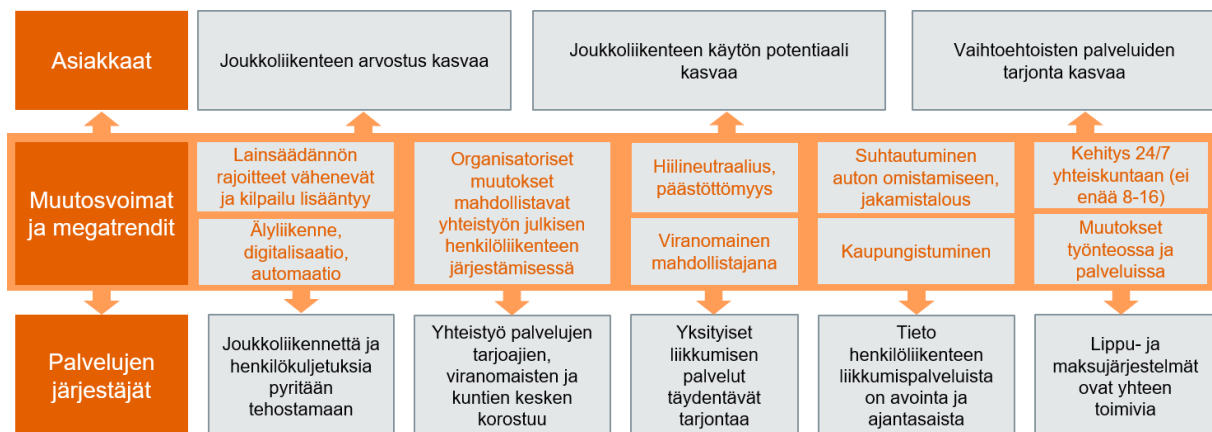 Asiakkaat
Joukkoliikenteen arvostus kasvaa
Joukkoliikenteen käytön potentiaali
kasvaa
Vaihtoehtoisten palveluiden
tarjonta kasvaa
Muutosvoimat
ja megatrendit
Lainsäädännön
rajoitteet vähenevät
ja kilpailu lisääntyy
Älyliikenne,
digitalisaatio,
automaatio
Organisatoriset
muutokset
mahdollistavat
yhteistyön julkisen
henkilöliikenteen
järjestämisessä
Hiilineutraalius,
päästöttömyys
Viranomainen
mahdollistajana
Suhtautuminen
auton omistamiseen,
jakamistalous
Kaupungistuminen
Kehitys 24/7
yhteiskuntaan (ei
enää 8-16)
Muutokset
työnteossa ja
palveluissa
Palvelujen
järjestäjät
Joukkoliikennettä ja
henkilökuljetuksia
pyritään
tehostamaan
Yhteistyö palvelujen
tarjoajien,
viranomaisten ja
kuntien kesken
korostuu
Yksityiset
liikkumisen
palvelut
täydentävät
tarjontaa
Tieto
henkilöliikenteen
liikkumispalveluista
on avointa ja
ajantasaista
Lippu- ja
maksujärjestelmät
ovat yhteen
toimivia